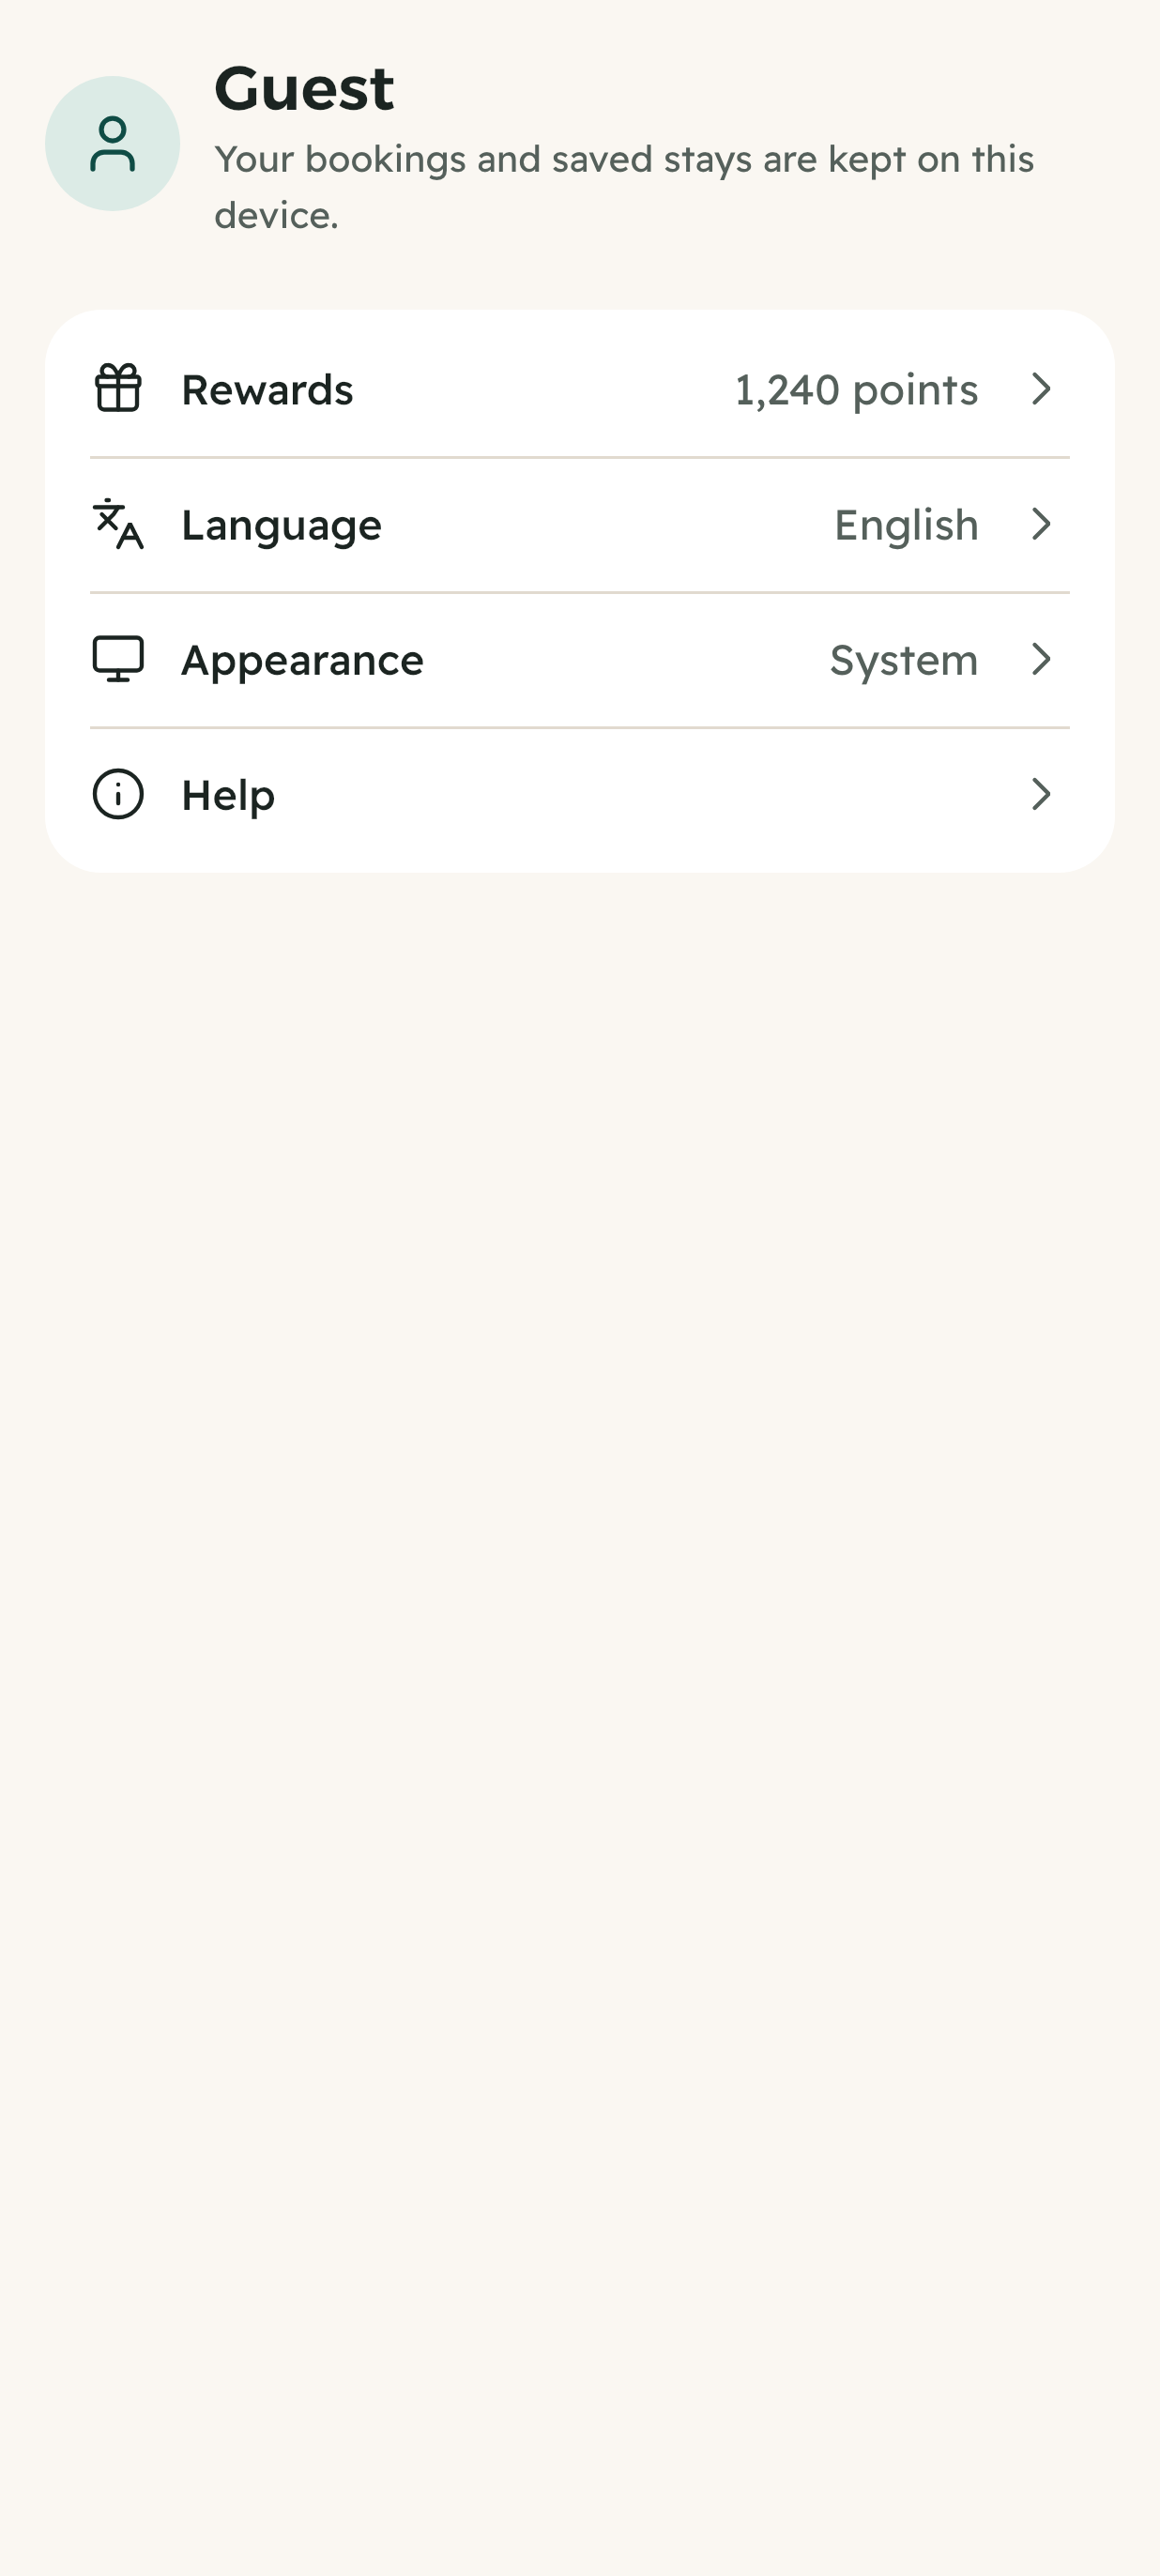 Guest
Your bookings and saved stays are kept on this
device.
Rewards 1,240 points
Language English
Appearance System
Help